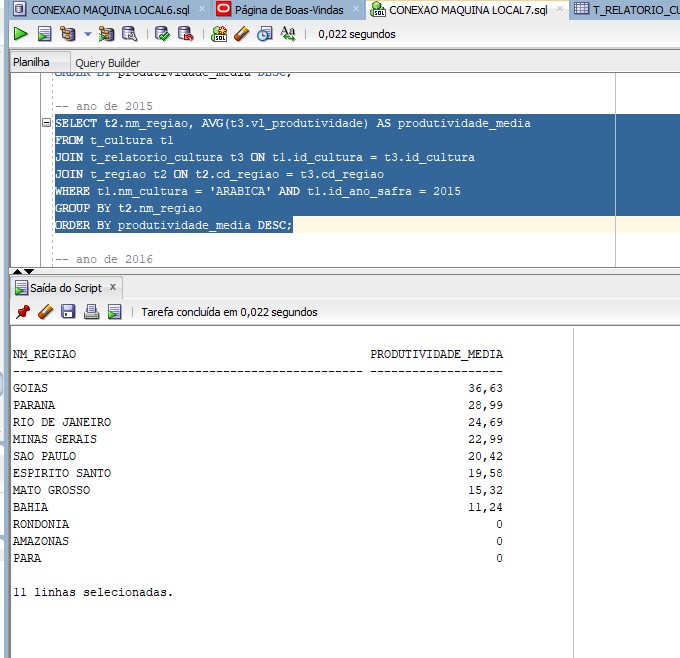 CONEXAO MAQUINA LOCAL6.sql × Página de Boas-Vindas × CONEXAO MAQUINA LOCAL7.sql × T_RELATORIO_CU
0,022 segundos
Planilha Query Builder
ORDER BY produtividade_media DESC;
-- ano de 2015
SELECT t2.nm_regiao, AVG(t3.vl_produtividade) AS produtividade_media
FROM t_cultura t1
JOIN t_relatorio_cultura t3 ON t1.id_cultura = t3.id_cultura
JOIN t_regiao t2 ON t2.cd_regiao = t3.cd_regiao
WHERE t1.nm_cultura = 'ARABICA' AND t1.id_ano_safra = 2015
GROUP BY t2.nm_regiao
ORDER BY produtividade_media DESC;
-- ano de 2016
Saída do Script ×
Tarefa concluída em 0,022 segundos
NM_REGIAO PRODUTIVIDADE_MEDIA
-------------------------------------------------- -------------------
GOIAS 36,63
PARANA 28,99
RIO DE JANEIRO 24,69
MINAS GERAIS 22,99
SAO PAULO 20,42
ESPIRITO SANTO 19,58
MATO GROSSO 15,32
BAHIA 11,24
RONDONIA 0
AMAZONAS 0
PARA 0
11 linhas selecionadas.